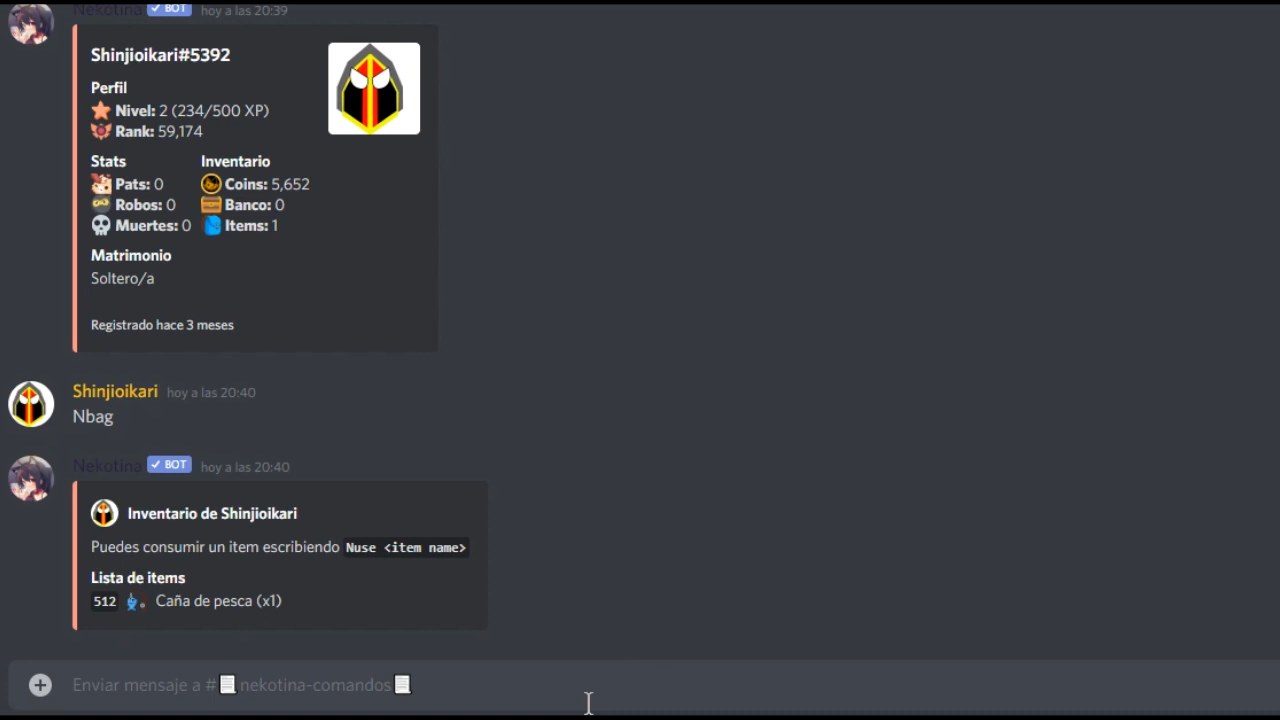 Nekotina ✓ BOT hoy a las 20:39
Shinjioikari#5392
Perfil
Nivel: 2 (234/500 XP)
Rank: 59,174
Stats Inventario
Pats: 0 Coins: 5,652
Robos: 0 Banco: 0
Muertes: 0 Items: 1
Matrimonio
Soltero/a
Registrado hace 3 meses
Shinjioikari hoy a las 20:40
Nbag
Nekotina ✓ BOT hoy a las 20:40
Inventario de Shinjioikari
Puedes consumir un item escribiendo Nuse <item name>
Lista de items
512 Caña de pesca (x1)
Enviar mensaje a #📃nekotina-comandos📃